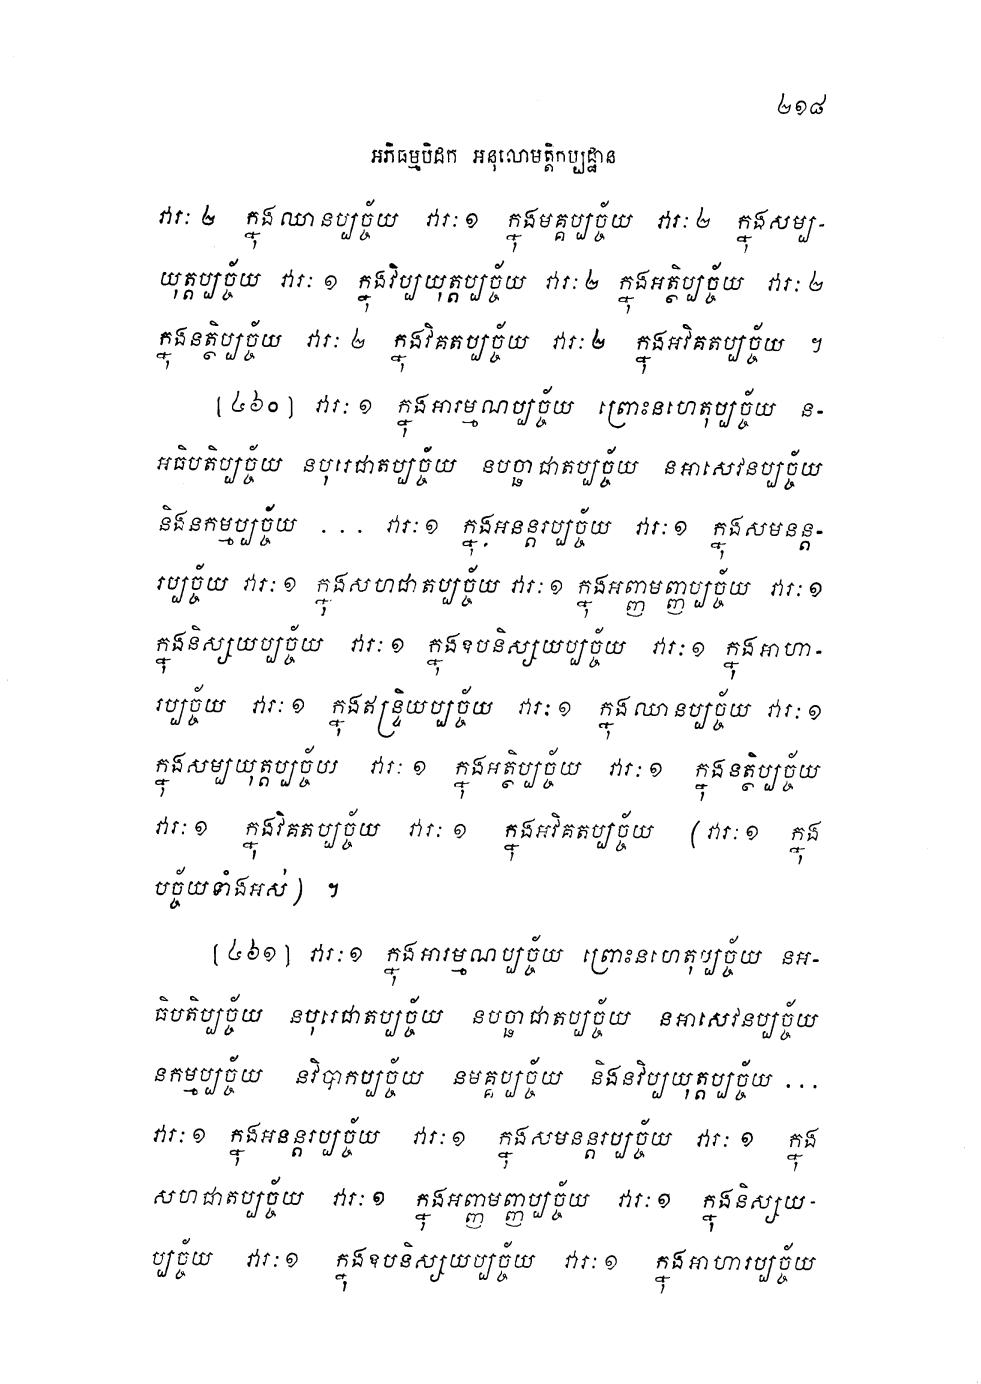 ២១៨
អភិធម្មបិដក អនុលោមត្តិកប្បដ្ឋាន
វារៈ ២ ក្នុងឈានប្បច្ច័យ វារៈ ១ ក្នុងមគ្គប្បច្ច័យ វារៈ ២ ក្នុងសម្ប-
យុត្តប្បច្ច័យ វារៈ ១ ក្នុងវិប្បយុត្តប្បច្ច័យ វារៈ ២ ក្នុងអត្ថិប្បច្ច័យ វារៈ ២
ក្នុងនត្ថិប្បច្ច័យ វារៈ ២ ក្នុងវិគតប្បច្ច័យ វារៈ ២ ក្នុងអវិគតប្បច្ច័យ ។
[៤៦០] វារៈ ១ ក្នុងអារម្មណប្បច្ច័យ ព្រោះនហេតុប្បច្ច័យ ន-
អធិបតិប្បច្ច័យ នបុរេជាតប្បច្ច័យ នបច្ឆាជាតប្បច្ច័យ នអាសេវនប្បច្ច័យ
និងនកម្មប្បច្ច័យ ... វារៈ ១ ក្នុងអនន្តរប្បច្ច័យ វារៈ ១ ក្នុងសមនន្ត-
រប្បច្ច័យ វារៈ ១ ក្នុងសហជាតប្បច្ច័យ វារៈ ១ ក្នុងអញ្ញាមញ្ញាប្បច្ច័យ វារៈ ១
ក្នុងនិស្សយប្បច្ច័យ វារៈ ១ ក្នុងឧបនិស្សយប្បច្ច័យ វារៈ ១ ក្នុងអាហា-
រប្បច្ច័យ វារៈ ១ ក្នុងឥន្ទ្រិយប្បច្ច័យ វារៈ ១ ក្នុងឈានប្បច្ច័យ វារៈ ១
ក្នុងសម្បយុត្តប្បច្ច័យ វារៈ ១ ក្នុងអត្ថិប្បច្ច័យ វារៈ ១ ក្នុងនត្ថិប្បច្ច័យ
វារៈ ១ ក្នុងវិគតប្បច្ច័យ វារៈ ១ ក្នុងអវិគតប្បច្ច័យ (វារៈ ១ ក្នុង
បច្ច័យទាំងអស់) ។
[៤៦១] វារៈ ១ ក្នុងអារម្មណប្បច្ច័យ ព្រោះនហេតុប្បច្ច័យ នអ-
ធិបតិប្បច្ច័យ នបុរេជាតប្បច្ច័យ នបច្ឆាជាតប្បច្ច័យ នអាសេវនប្បច្ច័យ
នកម្មប្បច្ច័យ នវិបាកប្បច្ច័យ នមគ្គប្បច្ច័យ និងនវិប្បយុត្តប្បច្ច័យ ...
វារៈ ១ ក្នុងអនន្តរប្បច្ច័យ វារៈ ១ ក្នុងសមនន្តរប្បច្ច័យ វារៈ ១ ក្នុង
សហជាតប្បច្ច័យ វារៈ ១ ក្នុងអញ្ញាមញ្ញាប្បច្ច័យ វារៈ ១ ក្នុងនិស្សយ-
ប្បច្ច័យ វារៈ ១ ក្នុងឧបនិស្សយប្បច្ច័យ វារៈ ១ ក្នុងអាហារប្បច្ច័យ